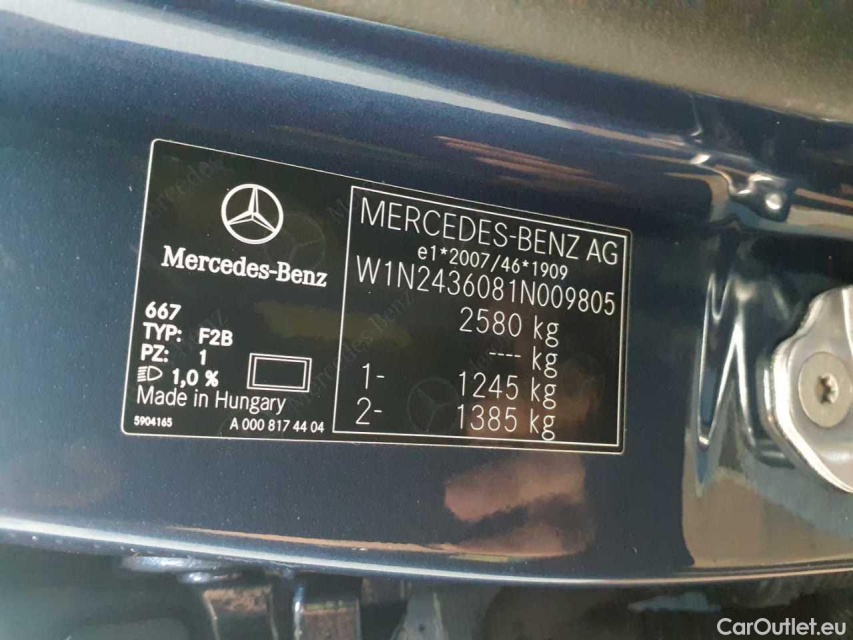 Mercedes-Benz
667
TYP: F2B
PZ: 1
1,0 %
Made in Hungary
5904165 A 000 817 44 04
MERCEDES-BENZ AG
e1*2007/46*1909
W1N2436081N009805
2580 kg
---- kg
1- 1245 kg
2- 1385 kg
CarOutlet.eu